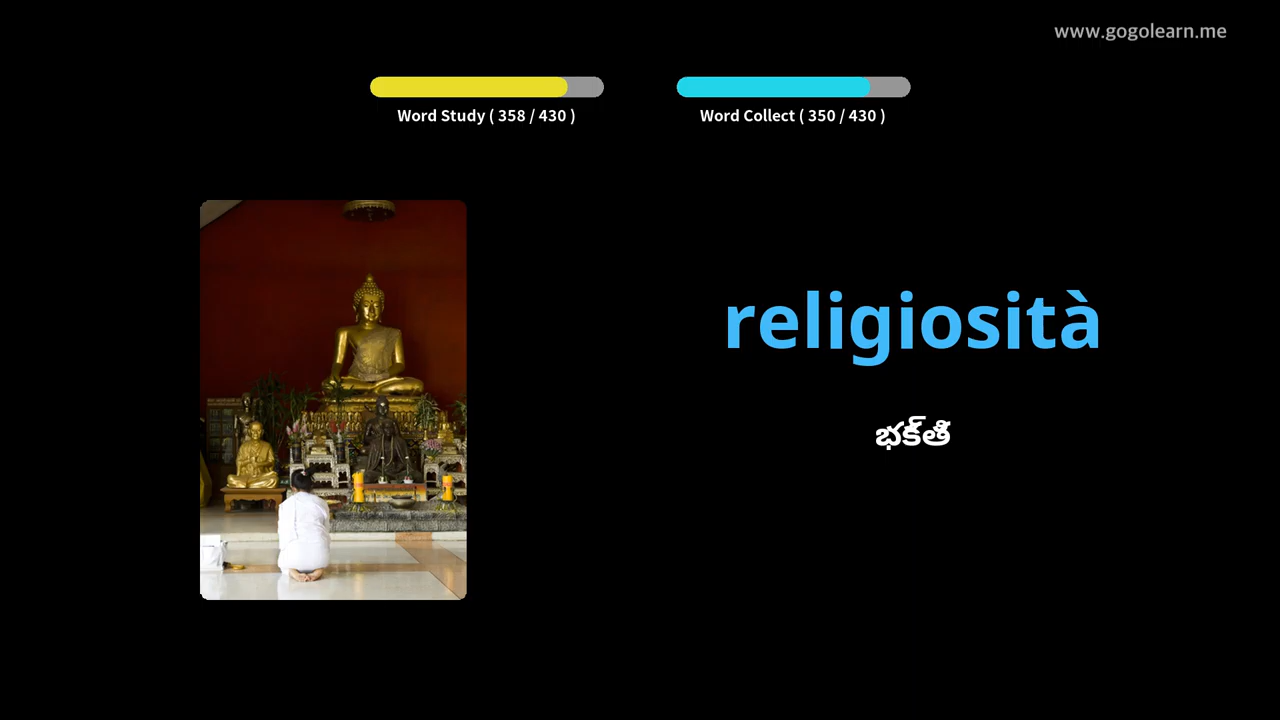 www.gogolearn.me
Word Study ( 358 / 430 )
Word Collect ( 350 / 430 )
religiosità
భక్తి